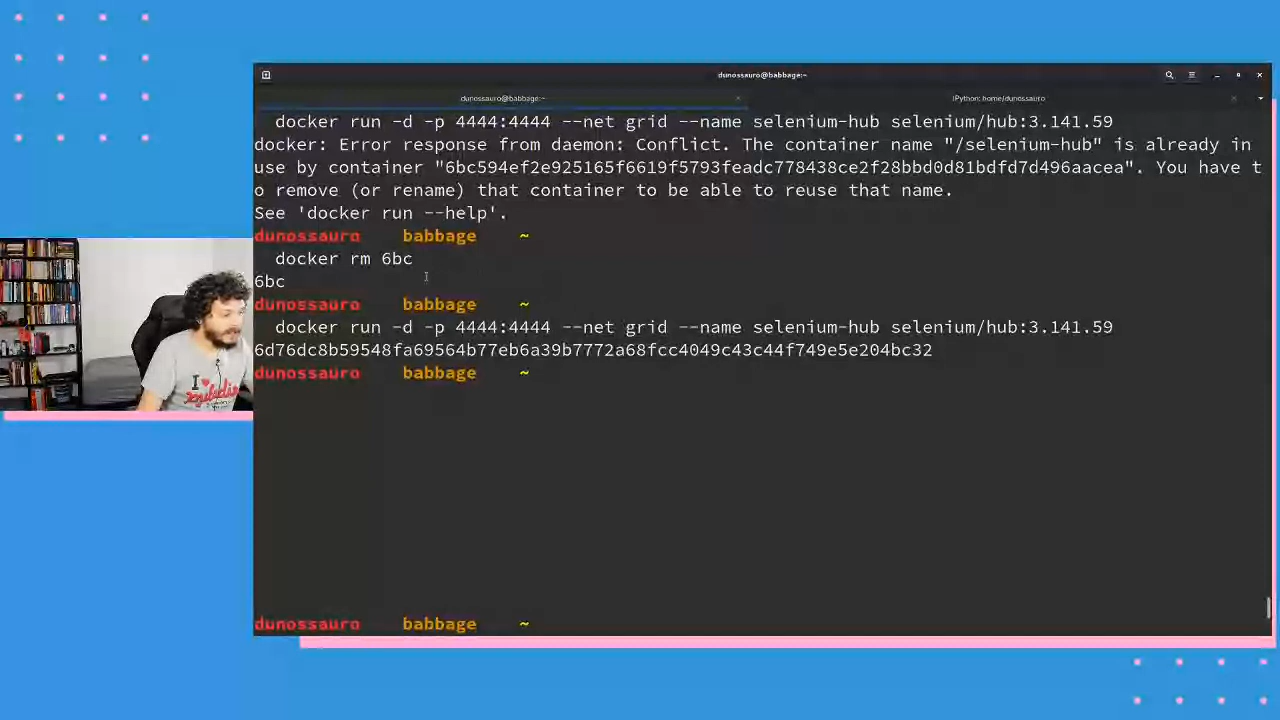 dunossauro@babbage:~
dunossauro@babbage:~
IPython: home/dunossauro
docker run -d -p 4444:4444 --net grid --name selenium-hub selenium/hub:3.141.59
docker: Error response from daemon: Conflict. The container name "/selenium-hub" is already in
use by container "6bc594ef2e925165f6619f5793feadc778438ce2f28bbd0d81bdfd7d496aacea". You have t
o remove (or rename) that container to be able to reuse that name.
See 'docker run --help'.
dunossauro babbage ~
docker rm 6bc
6bc
dunossauro babbage ~
docker run -d -p 4444:4444 --net grid --name selenium-hub selenium/hub:3.141.59
6d76dc8b59548fa69564b77eb6a39b7772a68fcc4049c43c44f749e5e204bc32
dunossauro babbage ~
dunossauro babbage ~
I